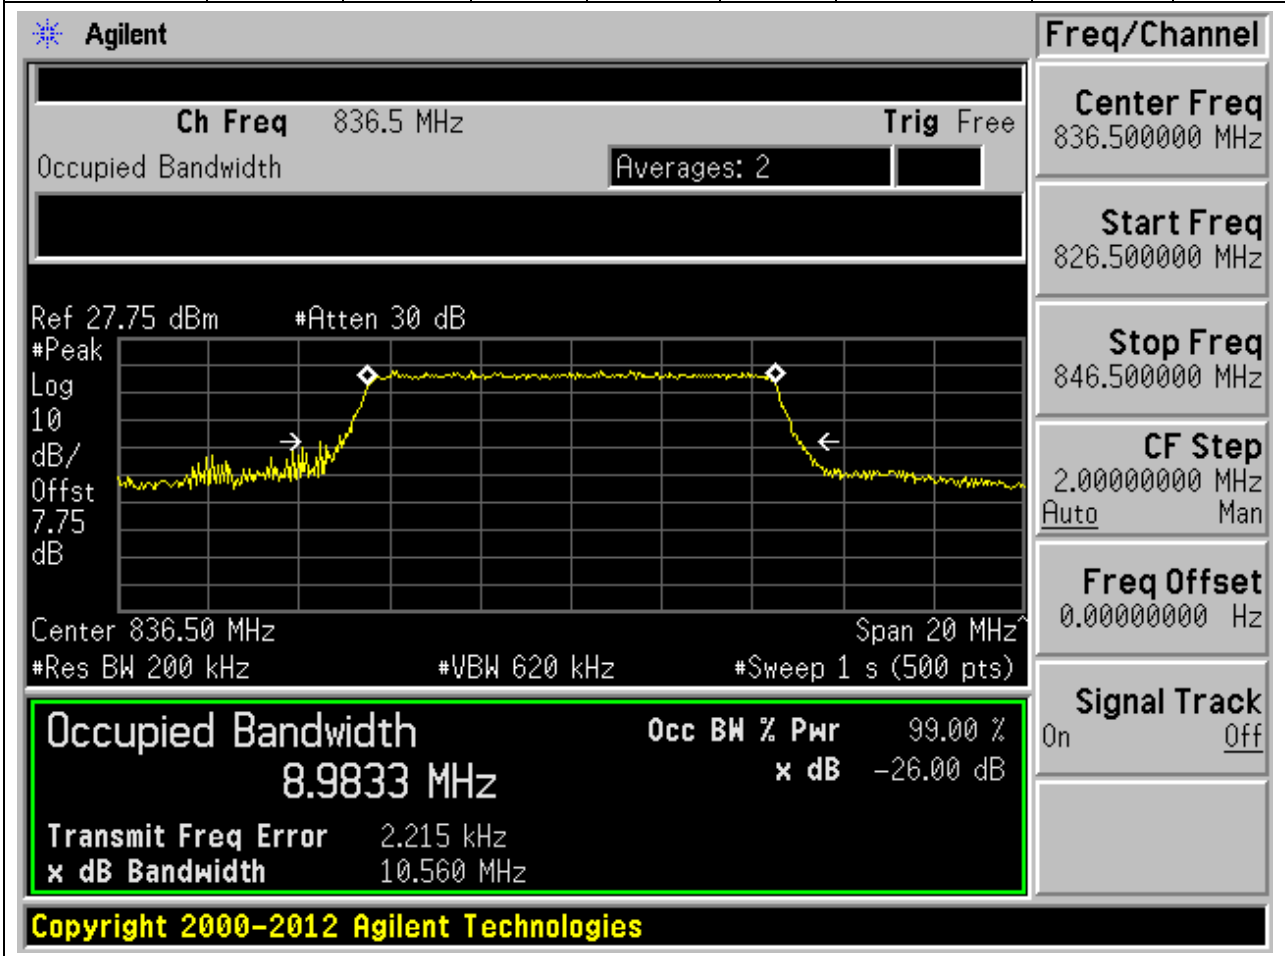 Agilent
Freq/Channel
Ch Freq 836.5 MHz Trig Free
Occupied Bandwidth Averages: 2
Center Freq
836.500000 MHz
Start Freq
826.500000 MHz
Stop Freq
846.500000 MHz
CF Step
2.00000000 MHz
Auto Man
Freq Offset
0.00000000 Hz
Signal Track
On Off
Ref 27.75 dBm #Atten 30 dB
#Peak
Log
10
dB/
Offst
7.75
dB
Center 836.50 MHz Span 20 MHz^
#Res BW 200 kHz #VBW 620 kHz #Sweep 1 s (500 pts)
Occupied Bandwidth Occ BW % Pwr 99.00 %
8.9833 MHz x dB -26.00 dB
Transmit Freq Error 2.215 kHz
x dB Bandwidth 10.560 MHz
Copyright 2000-2012 Agilent Technologies